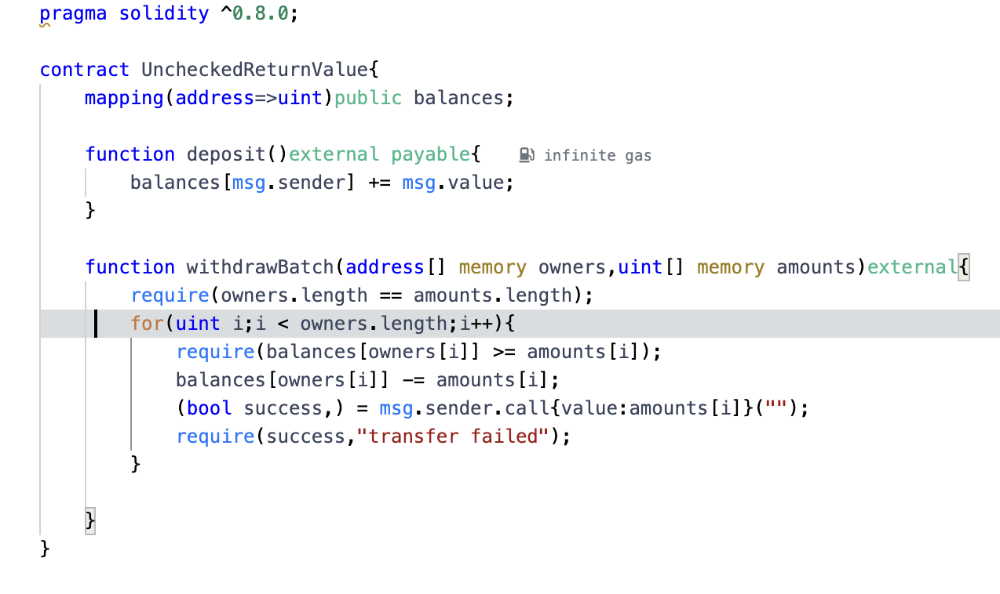 pragma solidity ^0.8.0;
contract UncheckedReturnValue{
mapping(address=>uint)public balances;
function deposit()external payable{ infinite gas
balances[msg.sender] += msg.value;
}
function withdrawBatch(address[] memory owners,uint[] memory amounts)external{
require(owners.length == amounts.length);
for(uint i;i < owners.length;i++){
require(balances[owners[i]] >= amounts[i]);
balances[owners[i]] -= amounts[i];
(bool success,) = msg.sender.call{value:amounts[i]}("");
require(success,"transfer failed");
}
}
}